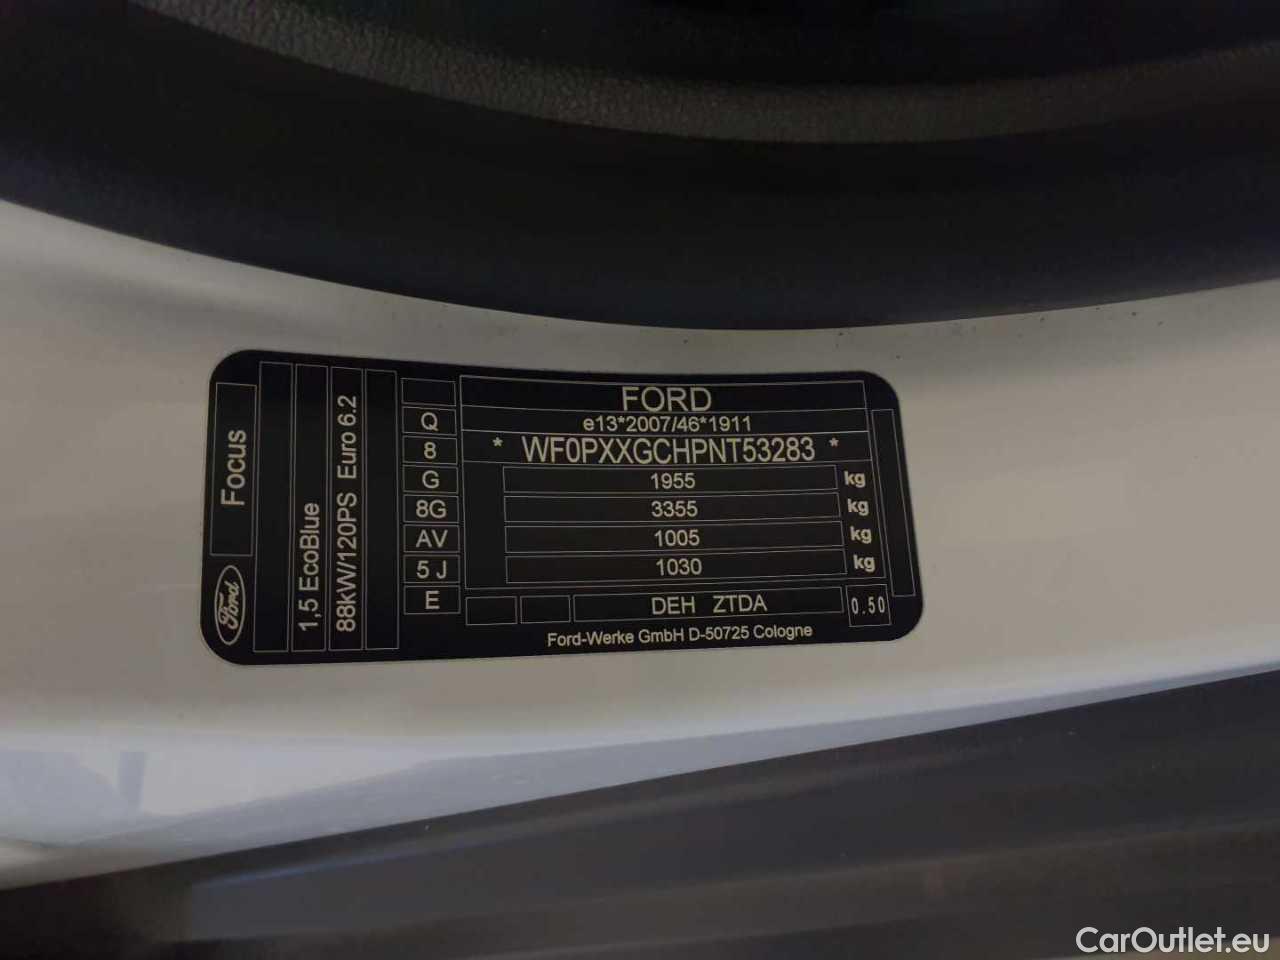 Focus
Ford
1,5 EcoBlue
88kW/120PS Euro 6.2
Q
8
G
8G
AV
5 J
E
FORD
e13*2007/46*1911
* WF0PXXGCHPNT53283 *
1955 kg
3355 kg
1005 kg
1030 kg
DEH ZTDA 0.50
Ford-Werke GmbH D-50725 Cologne
CarOutlet.eu